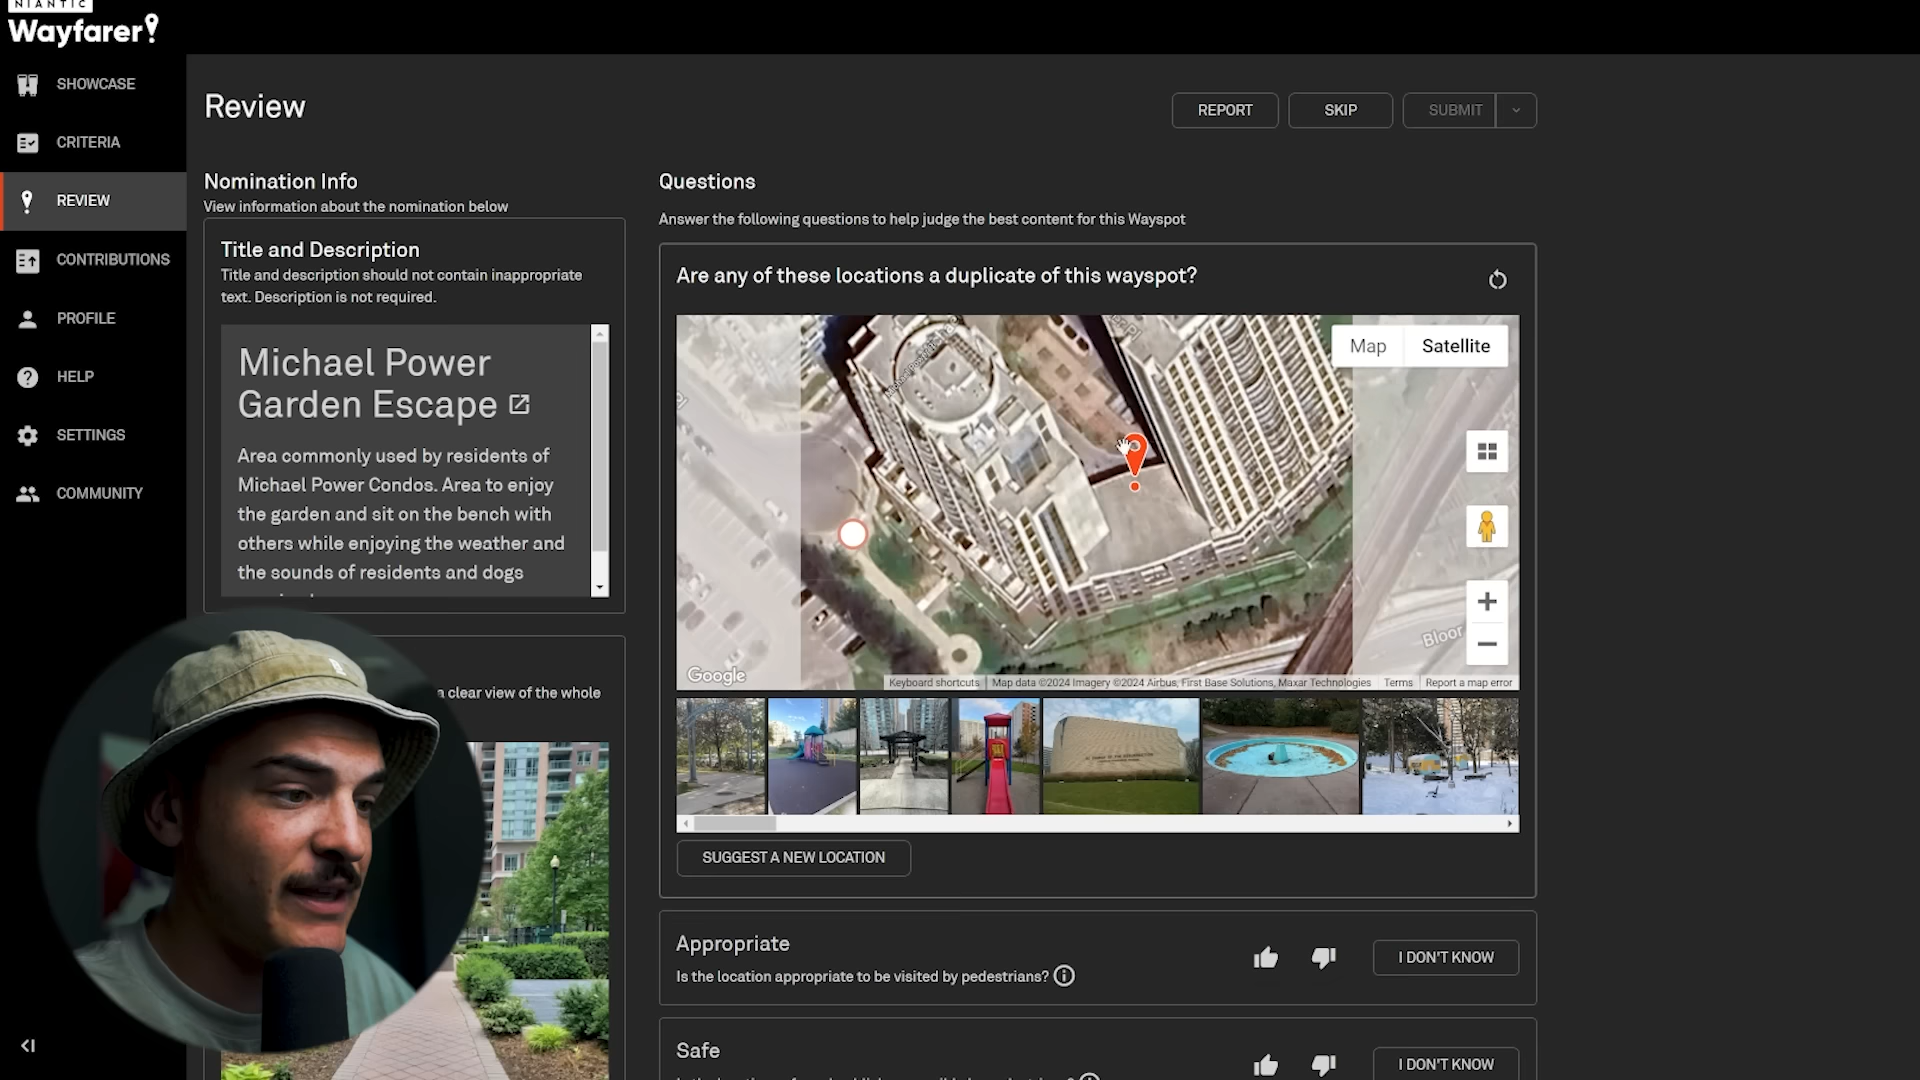 NIANTIC
Wayfarer
SHOWCASE
CRITERIA
REVIEW
CONTRIBUTIONS
PROFILE
HELP
SETTINGS
COMMUNITY
Review
REPORT
SKIP
SUBMIT
Nomination Info
View information about the nomination below
Title and Description
Title and description should not contain inappropriate
text. Description is not required.
Michael Power
Garden Escape
Area commonly used by residents of
Michael Power Condos. Area to enjoy
the garden and sit on the bench with
others while enjoying the weather and
the sounds of residents and dogs
a clear view of the whole
Questions
Answer the following questions to help judge the best content for this Wayspot
Are any of these locations a duplicate of this wayspot?
Map
Satellite
Bloor
Google
Keyboard shortcuts
Map data ©2024 Imagery ©2024 Airbus, First Base Solutions, Maxar Technologies
Terms
Report a map error
SUGGEST A NEW LOCATION
Appropriate
Is the location appropriate to be visited by pedestrians?
I DON'T KNOW
Safe
I DON'T KNOW